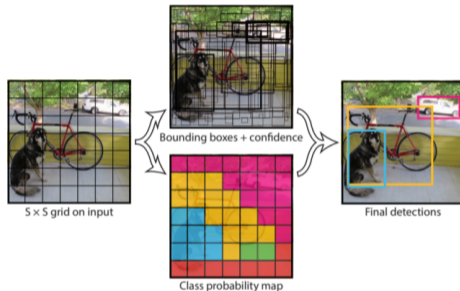 Bounding boxes + confidence
S × S grid on input
Final detections
Class probability map